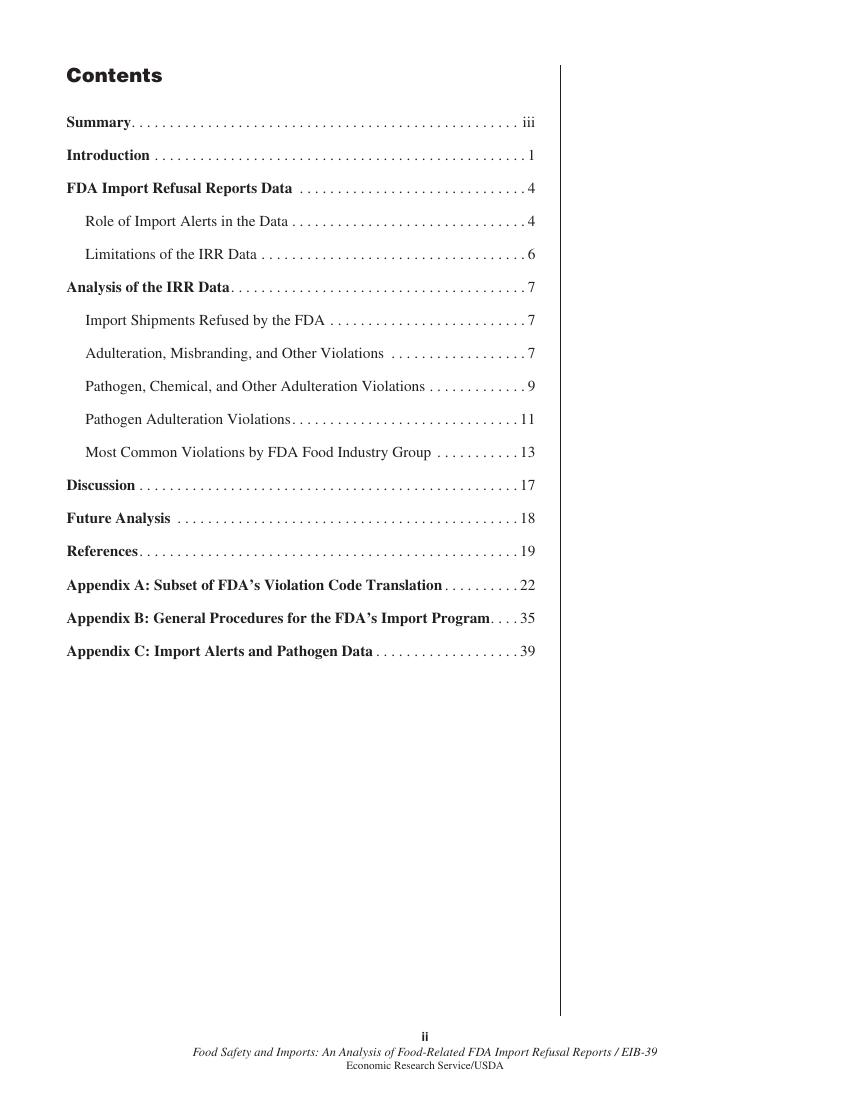 Contents
Summary. . . . . . . . . . . . . . . . . . . . . . . . . . . . . . . . . . . . . . . . . . . . . . . . . . . iii
Introduction . . . . . . . . . . . . . . . . . . . . . . . . . . . . . . . . . . . . . . . . . . . . . . . . . 1
FDA Import Refusal Reports Data . . . . . . . . . . . . . . . . . . . . . . . . . . . . . . 4
Role of Import Alerts in the Data . . . . . . . . . . . . . . . . . . . . . . . . . . . . . . . 4
Limitations of the IRR Data . . . . . . . . . . . . . . . . . . . . . . . . . . . . . . . . . . . 6
Analysis of the IRR Data. . . . . . . . . . . . . . . . . . . . . . . . . . . . . . . . . . . . . . . 7
Import Shipments Refused by the FDA . . . . . . . . . . . . . . . . . . . . . . . . . . 7
Adulteration, Misbranding, and Other Violations . . . . . . . . . . . . . . . . . . 7
Pathogen, Chemical, and Other Adulteration Violations . . . . . . . . . . . . . 9
Pathogen Adulteration Violations. . . . . . . . . . . . . . . . . . . . . . . . . . . . . . 11
Most Common Violations by FDA Food Industry Group . . . . . . . . . . . 13
Discussion . . . . . . . . . . . . . . . . . . . . . . . . . . . . . . . . . . . . . . . . . . . . . . . . . . 17
Future Analysis . . . . . . . . . . . . . . . . . . . . . . . . . . . . . . . . . . . . . . . . . . . . . 18
References. . . . . . . . . . . . . . . . . . . . . . . . . . . . . . . . . . . . . . . . . . . . . . . . . . 19
Appendix A: Subset of FDA’s Violation Code Translation . . . . . . . . . . 22
Appendix B: General Procedures for the FDA’s Import Program. . . . 35
Appendix C: Import Alerts and Pathogen Data . . . . . . . . . . . . . . . . . . . 39
ii
Food Safety and Imports: An Analysis of Food-Related FDA Import Refusal Reports / EIB-39
Economic Research Service/USDA